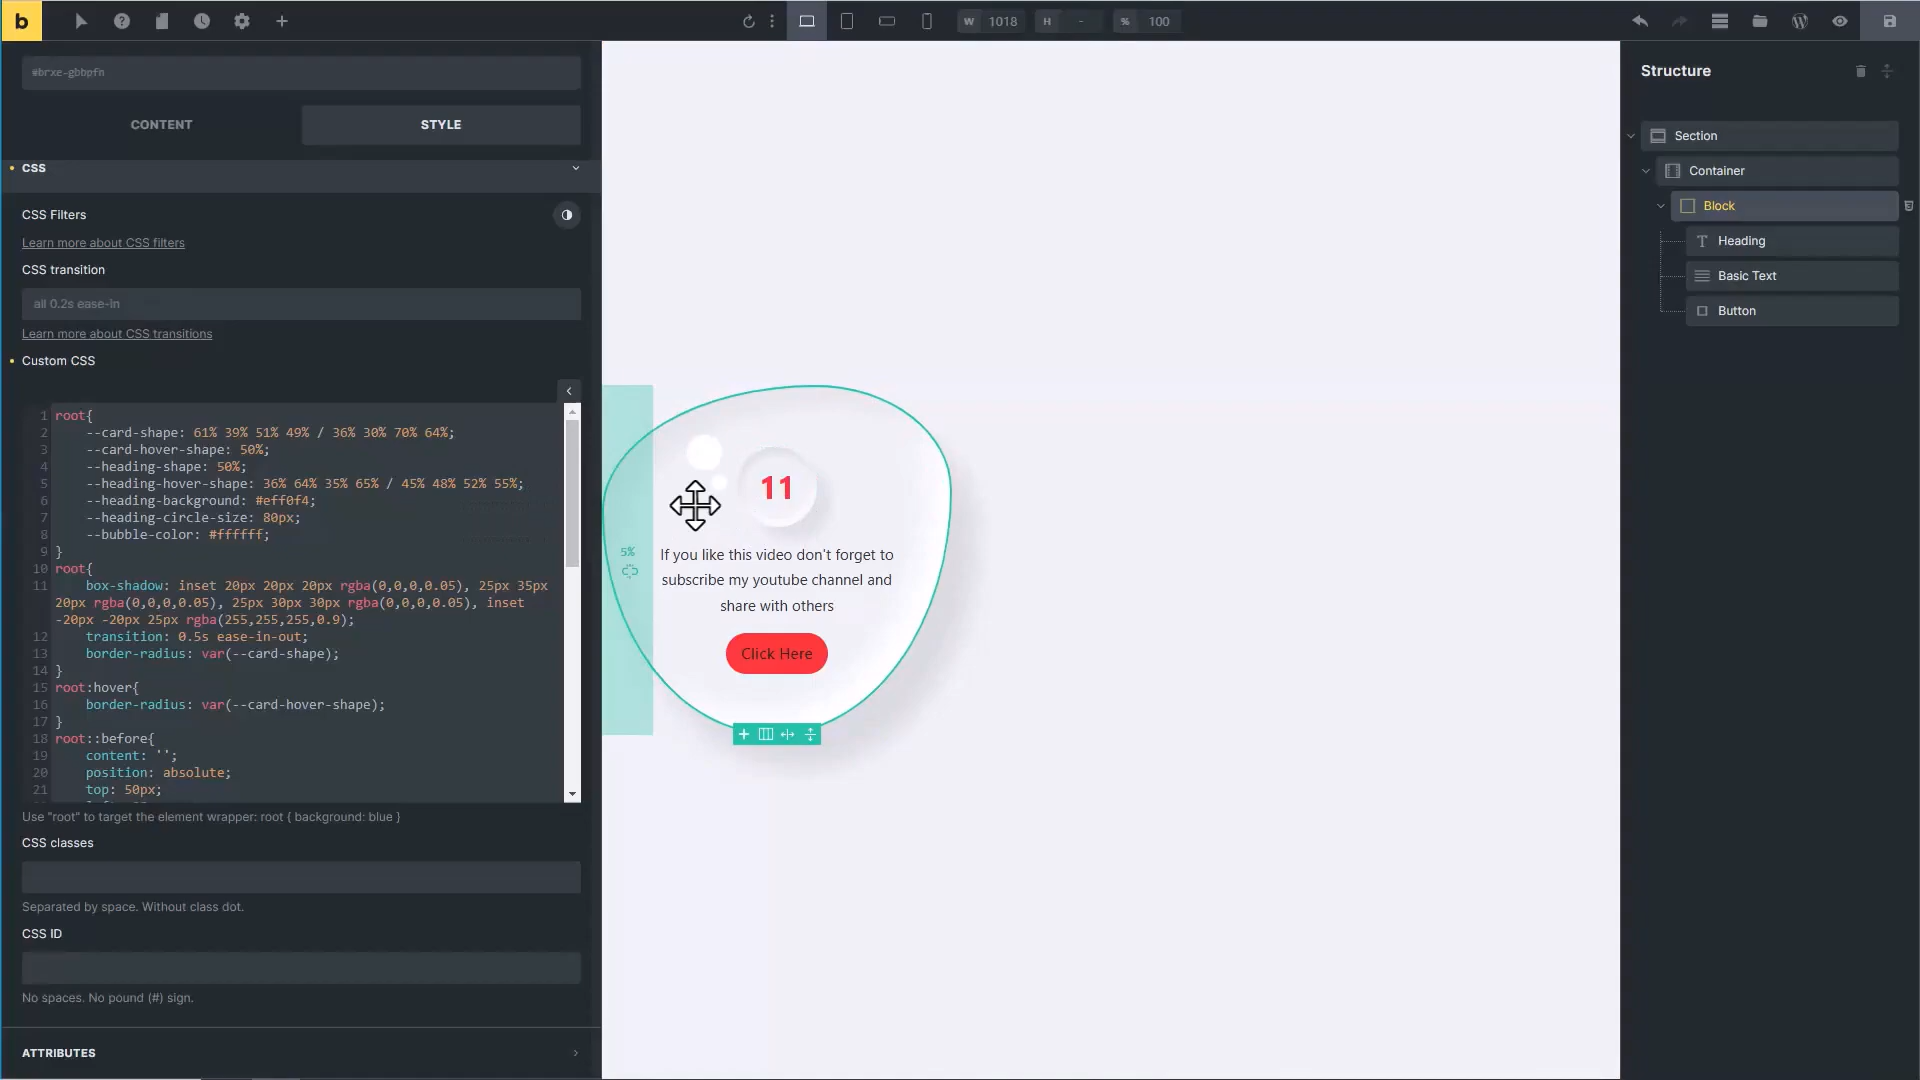 b
W 1018 H - % 100
#brxe-gbbpfn
CONTENT STYLE
CSS
CSS Filters
Learn more about CSS filters
CSS transition
all 0.2s ease-in
Learn more about CSS transitions
Custom CSS
1 root{
2 --card-shape: 61% 39% 51% 49% / 36% 30% 70% 64%;
3 --card-hover-shape: 50%;
4 --heading-shape: 50%;
5 --heading-hover-shape: 36% 64% 35% 65% / 45% 48% 52% 55%;
6 --heading-background: #eff0f4;
7 --heading-circle-size: 80px;
8 --bubble-color: #ffffff;
9 }
10 root{
11 box-shadow: inset 20px 20px 20px rgba(0,0,0,0.05), 25px 35px
20px rgba(0,0,0,0.05), 25px 30px 30px rgba(0,0,0,0.05), inset
-20px -20px 25px rgba(255,255,255,0.9);
12 transition: 0.5s ease-in-out;
13 border-radius: var(--card-shape);
14 }
15 root:hover{
16 border-radius: var(--card-hover-shape);
17 }
18 root::before{
19 content: '';
20 position: absolute;
21 top: 50px;
Use "root" to target the element wrapper: root { background: blue }
CSS classes
Separated by space. Without class dot.
CSS ID
No spaces. No pound (#) sign.
ATTRIBUTES
11
5%
If you like this video don't forget to
subscribe my youtube channel and
share with others
Click Here
Structure
Section
Container
Block
Heading
Basic Text
Button